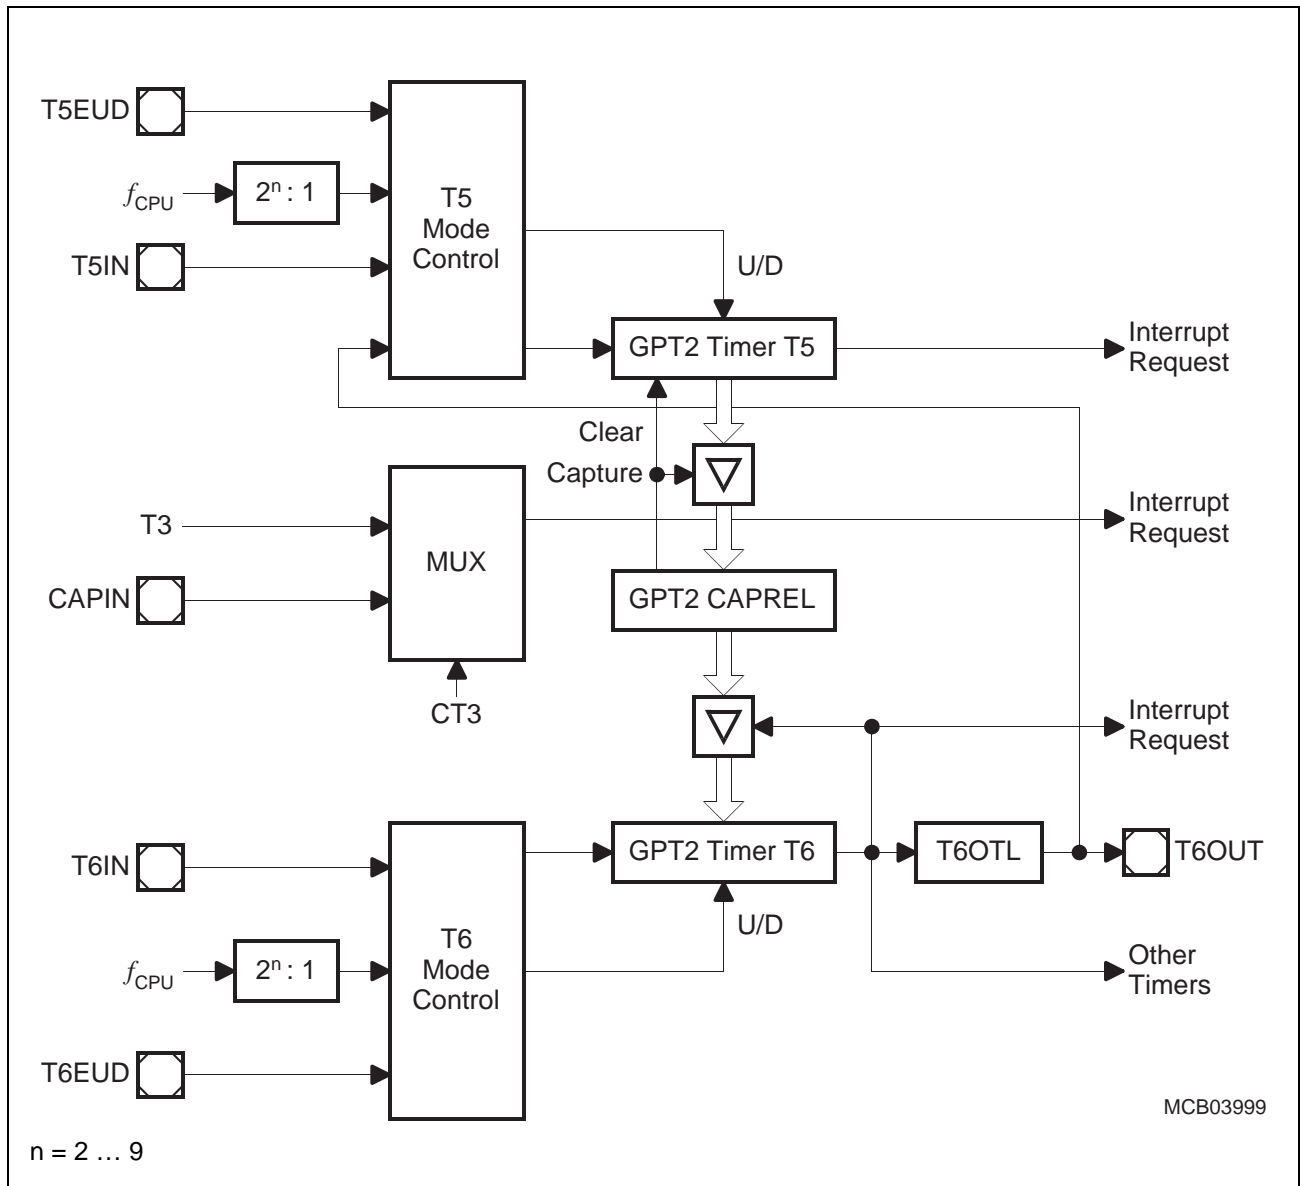 T5EUD
fCPU
2ⁿ : 1
T5IN
T5
Mode
Control
U/D
GPT2 Timer T5
Interrupt
Request
Clear
Capture
T3
CAPIN
MUX
CT3
Interrupt
Request
GPT2 CAPREL
Interrupt
Request
T6IN
fCPU
2ⁿ : 1
T6EUD
T6
Mode
Control
GPT2 Timer T6
U/D
T6OTL
T6OUT
Other
Timers
MCB03999
n = 2 … 9